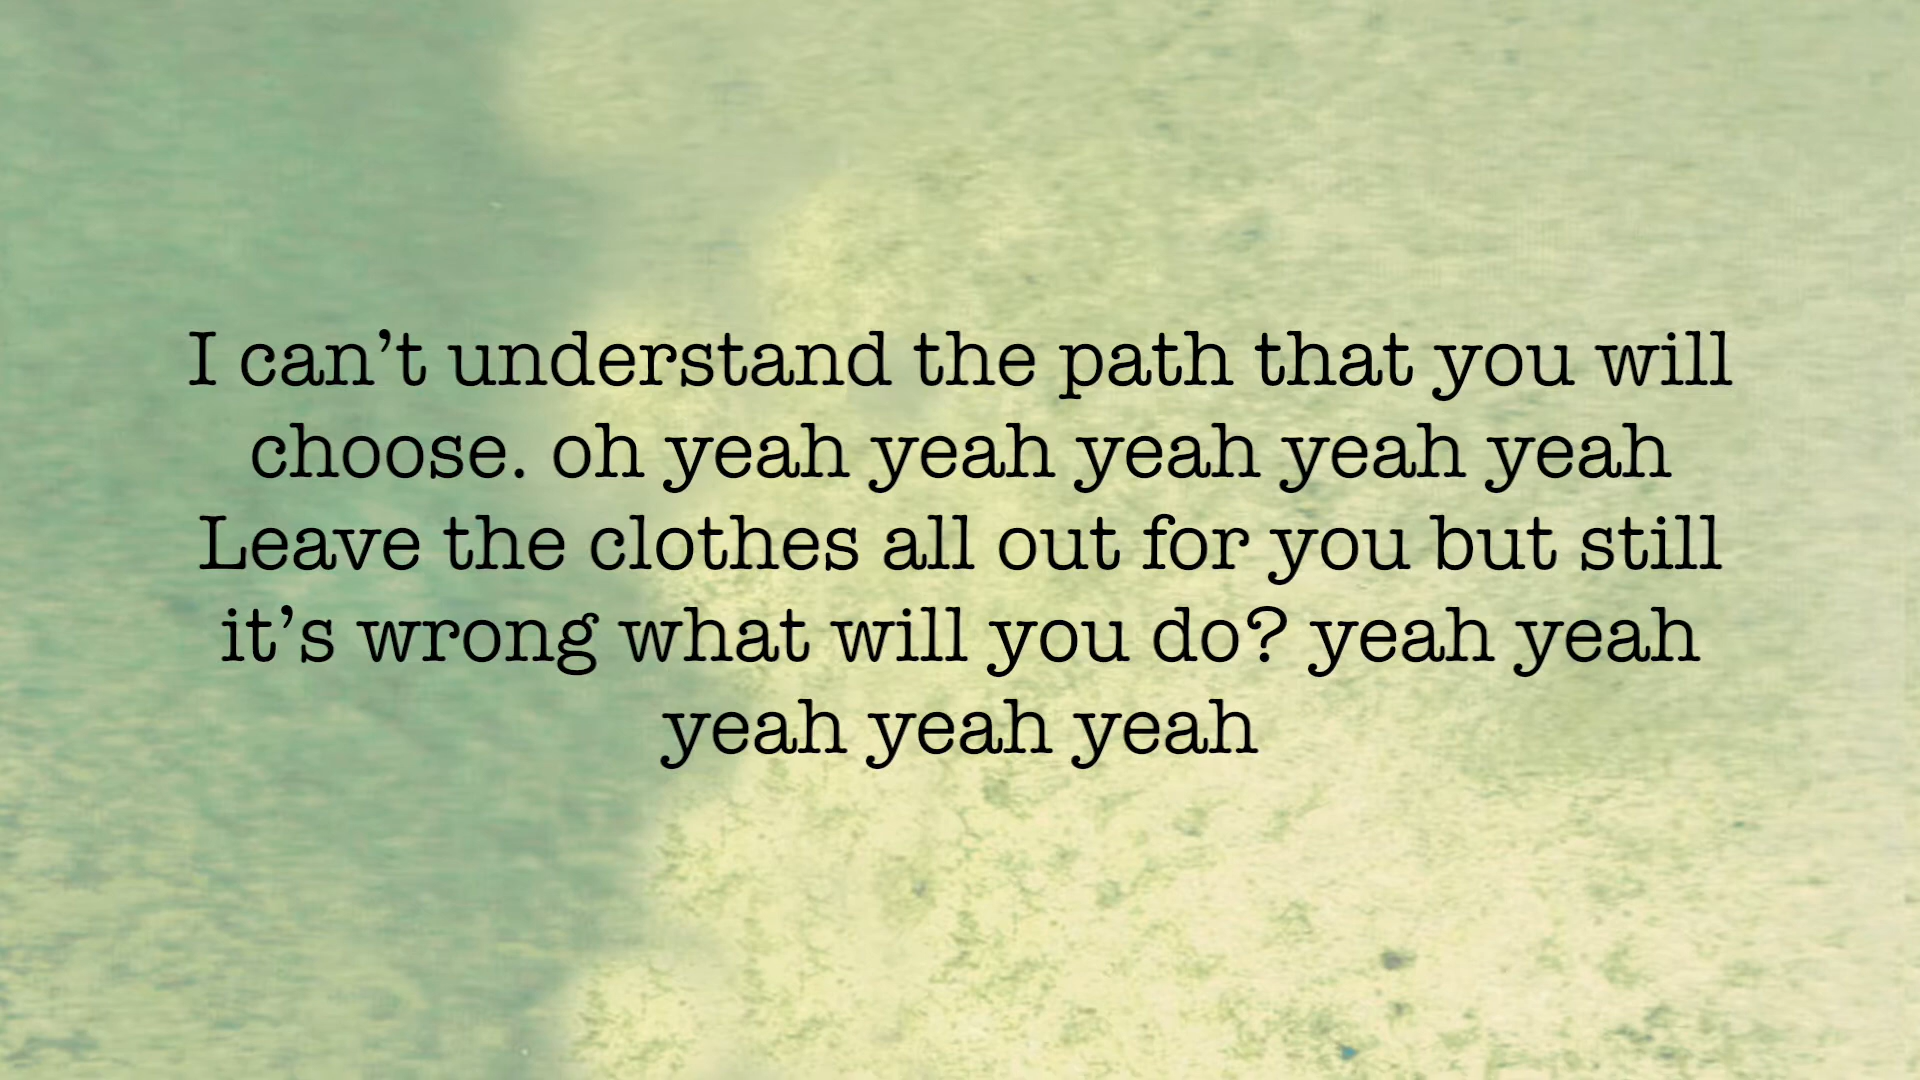 I can’t understand the path that you will
choose. oh yeah yeah yeah yeah yeah
Leave the clothes all out for you but still
it’s wrong what will you do? yeah yeah
yeah yeah yeah